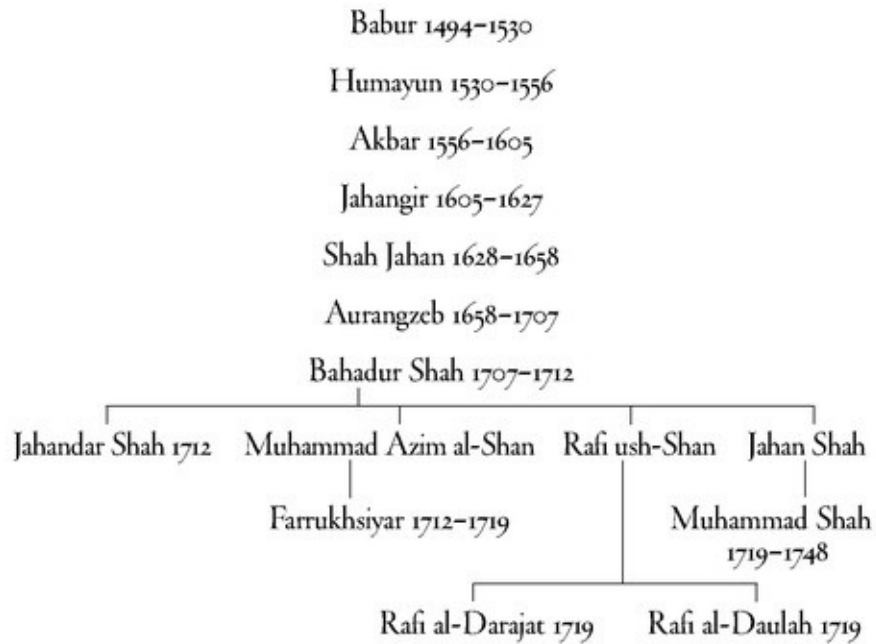 Babur 1494–1530
Humayun 1530–1556
Akbar 1556–1605
Jahangir 1605–1627
Shah Jahan 1628–1658
Aurangzeb 1658–1707
Bahadur Shah 1707–1712
Jahandar Shah 1712 Muhammad Azim al-Shan Rafi ush-Shan Jahan Shah
Farrukhsiyar 1712–1719 Muhammad Shah
1719–1748
Rafi al-Darajat 1719 Rafi al-Daulah 1719